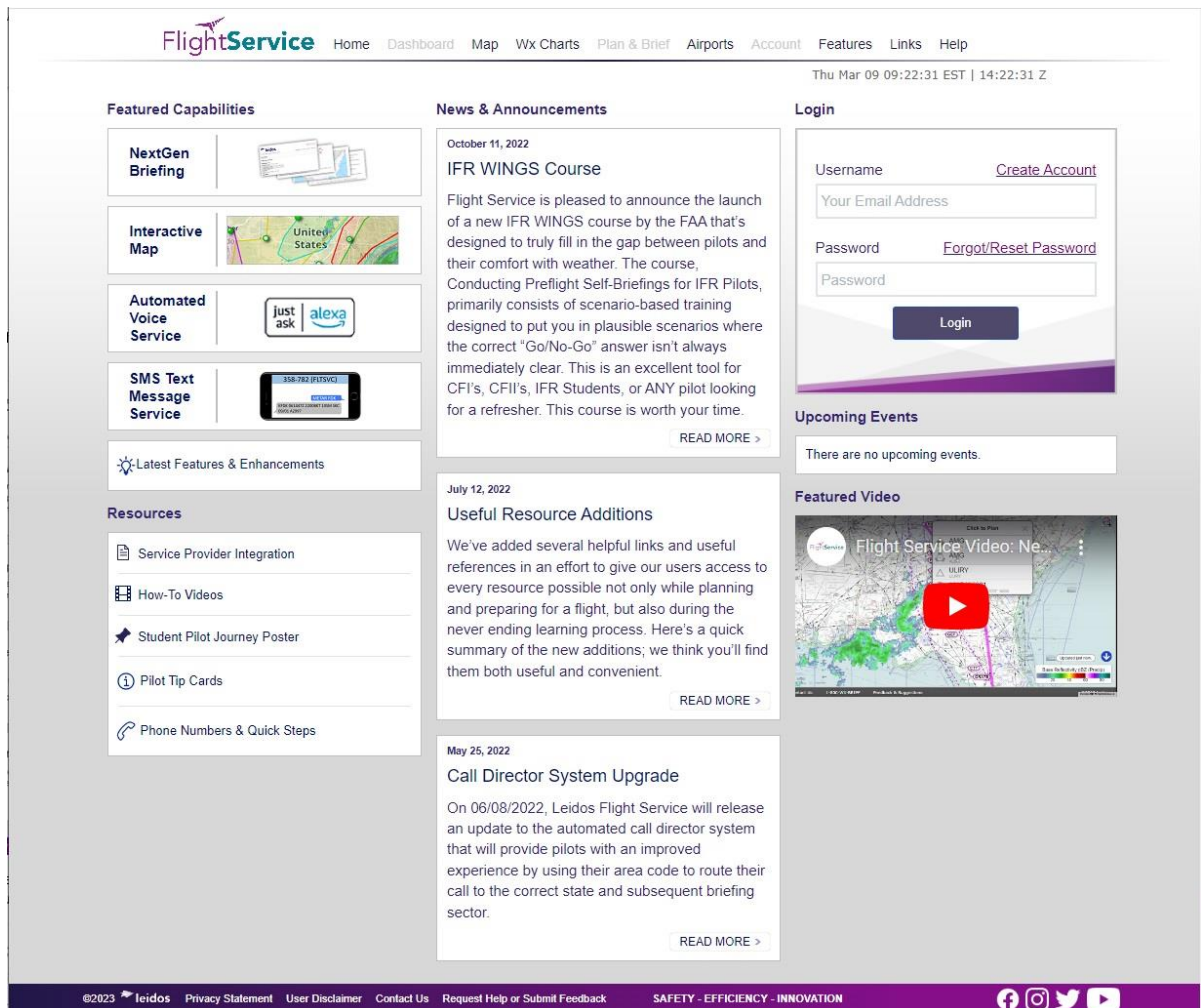 FlightService Home Dashboard Map Wx Charts Plan & Brief Airports Account Features Links Help
Thu Mar 09 09:22:31 EST | 14:22:31 Z
Featured Capabilities
NextGen
Briefing
Interactive
Map
United
States
Automated
Voice
Service
just
ask
alexa
SMS Text
Message
Service
358-782 (FLTSVC)
Latest Features & Enhancements
Resources
Service Provider Integration
How-To Videos
Student Pilot Journey Poster
Pilot Tip Cards
Phone Numbers & Quick Steps
News & Announcements
October 11, 2022
IFR WINGS Course
Flight Service is pleased to announce the launch
of a new IFR WINGS course by the FAA that's
designed to truly fill in the gap between pilots and
their comfort with weather. The course,
Conducting Preflight Self-Briefings for IFR Pilots,
primarily consists of scenario-based training
designed to put you in plausible scenarios where
the correct “Go/No-Go” answer isn't always
immediately clear. This is an excellent tool for
CFI's, CFII's, IFR Students, or ANY pilot looking
for a refresher. This course is worth your time.
READ MORE >
July 12, 2022
Useful Resource Additions
We've added several helpful links and useful
references in an effort to give our users access to
every resource possible not only while planning
and preparing for a flight, but also during the
never ending learning process. Here's a quick
summary of the new additions; we think you'll find
them both useful and convenient.
READ MORE >
May 25, 2022
Call Director System Upgrade
On 06/08/2022, Leidos Flight Service will release
an update to the automated call director system
that will provide pilots with an improved
experience by using their area code to route their
call to the correct state and subsequent briefing
sector.
READ MORE >
Login
Username Create Account
Your Email Address
Password Forgot/Reset Password
Password
Login
Upcoming Events
There are no upcoming events.
Featured Video
Click to Plan
FlightService
Flight Service Video: Ne...
AMG
ULIRY
1-800-WX-BRIEF Feedback & Suggestions
©2023 leidos Privacy Statement User Disclaimer Contact Us Request Help or Submit Feedback SAFETY - EFFICIENCY - INNOVATION